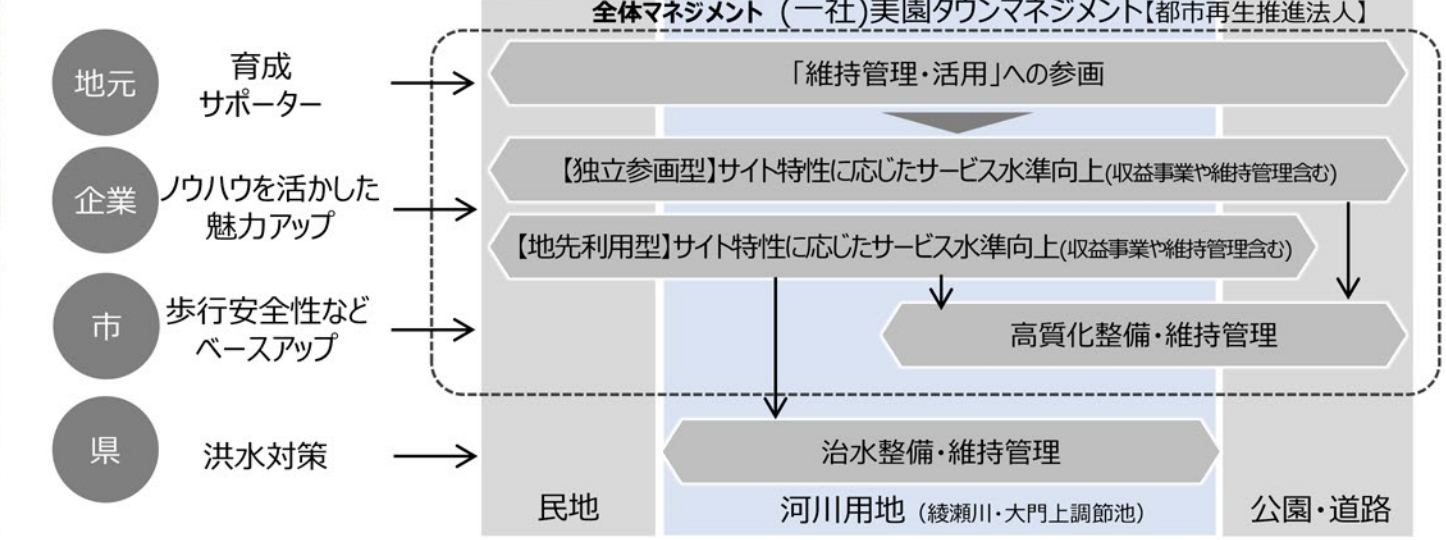 全体マネジメント (一社)美園タウンマネジメント【都市再生推進法人】
地元
育成
サポーター
「維持管理・活用」への参画
企業
ノウハウを活かした
魅力アップ
【独立参画型】サイト特性に応じたサービス水準向上(収益事業や維持管理含む)
【地先利用型】サイト特性に応じたサービス水準向上(収益事業や維持管理含む)
市
歩行安全性など
ベースアップ
高質化整備・維持管理
県
洪水対策
治水整備・維持管理
民地
河川用地(綾瀬川・大門上調節池)
公園・道路